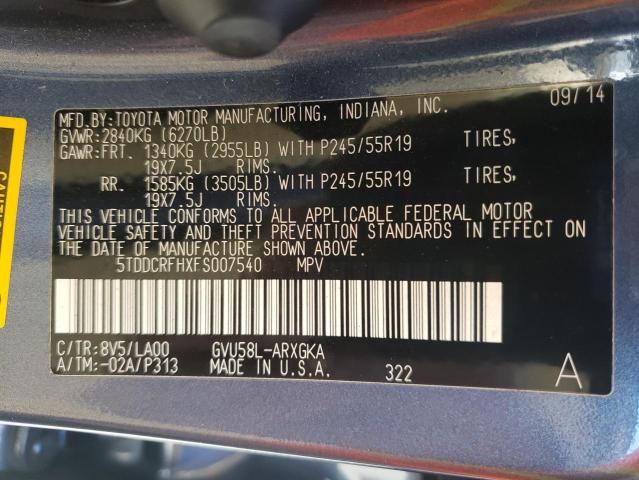 MFD.BY:TOYOTA MOTOR MANUFACTURING, INDIANA, INC. 09/14
GVWR:2840KG (6270LB)
GAWR:FRT. 1340KG (2955LB) WITH P245/55R19 TIRES,
19X7.5J RIMS.
RR. 1585KG (3505LB) WITH P245/55R19 TIRES,
19X7.5J RIMS.
THIS VEHICLE CONFORMS TO ALL APPLICABLE FEDERAL MOTOR
VEHICLE SAFETY AND THEFT PREVENTION STANDARDS IN EFFECT
ON THE DATE OF MANUFACTURE SHOWN ABOVE.
5TDDCRFHXFS007540 MPV
C/TR:8V5/LA00 GVU58L-ARXGKA
A/TM:-02A/P313 MADE IN U.S.A. 322 A